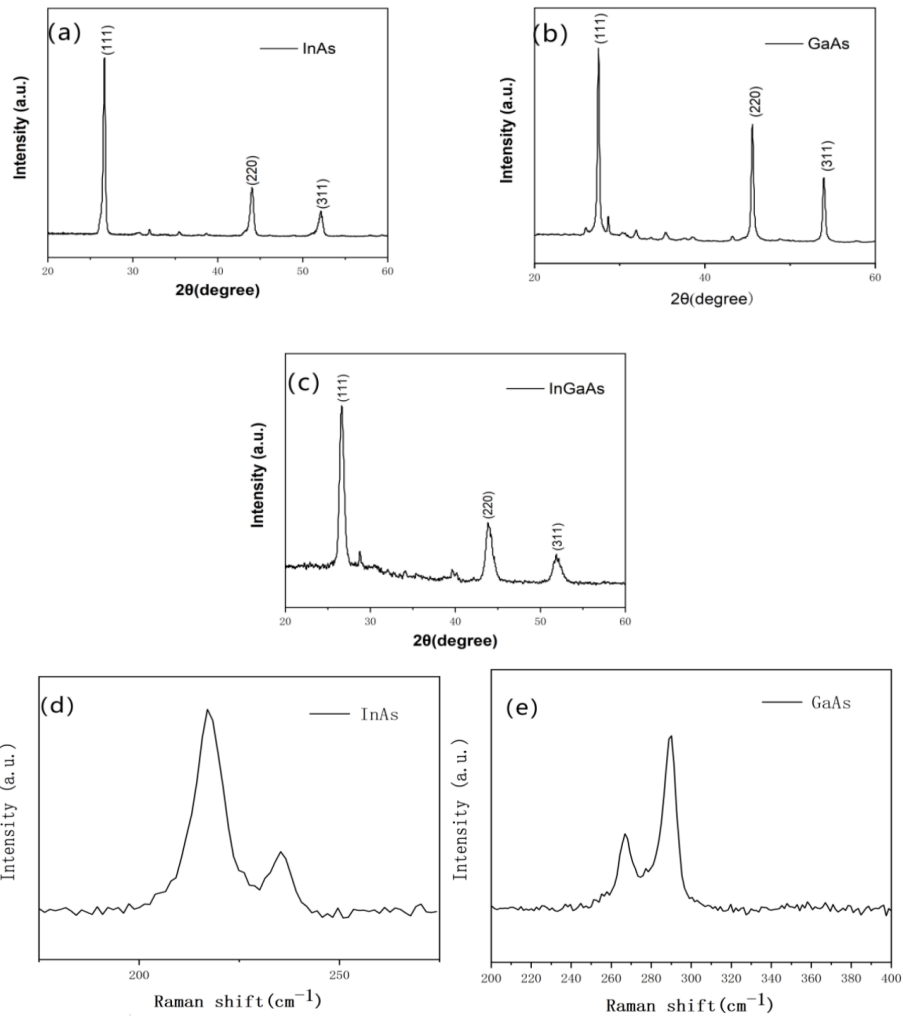 (a)
InAs
(111)
(220)
(311)
Intensity (a.u.)
20 30 40 50 60
2θ(degree)
(b)
GaAs
(111)
(220)
(311)
Intensity (a.u.)
20 40 60
2θ(degree)
(c)
InGaAs
(111)
(220)
(311)
Intensity (a.u.)
20 30 40 50 60
2θ(degree)
(d)
InAs
Intensity (a.u.)
200 250
Raman shift(cm⁻¹)
(e)
GaAs
Intensity (a.u.)
200 220 240 260 280 290 300 320 340 360 380 400
Raman shift(cm⁻¹)